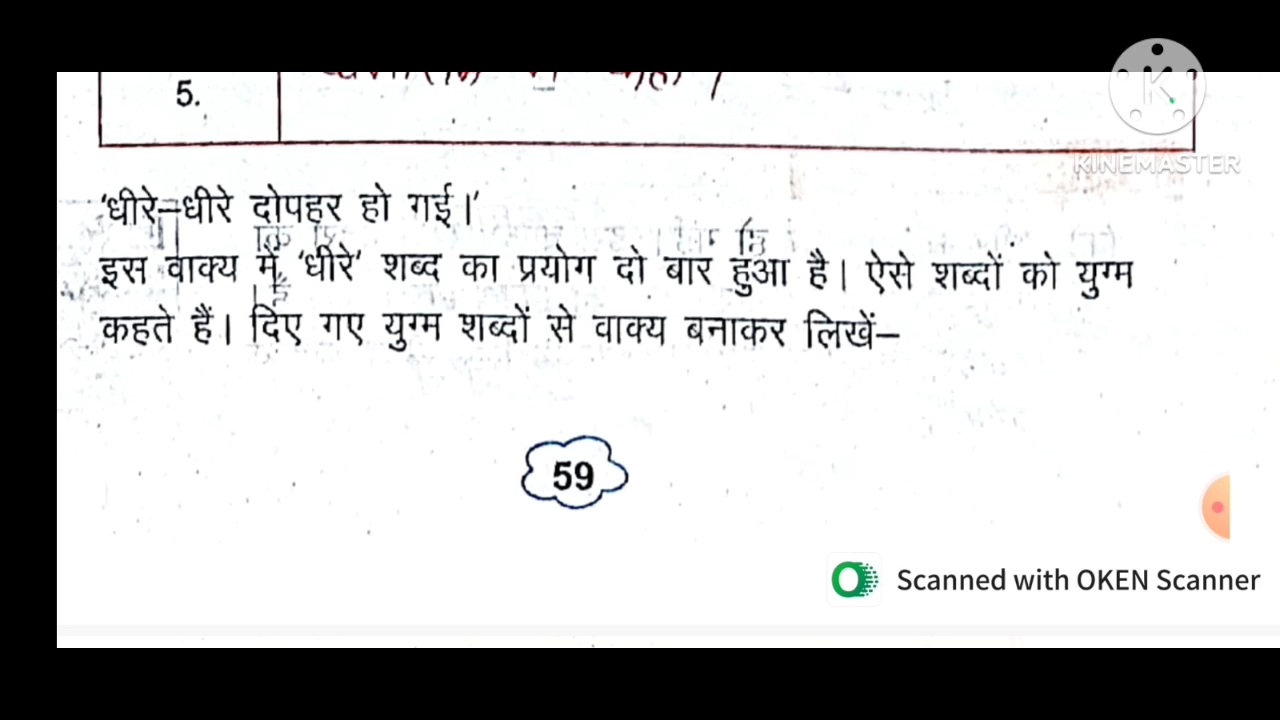 5.
KINEMASTER
'धीरे–धीरे दोपहर हो गई।'
इस वाक्य में 'धीरे' शब्द का प्रयोग दो बार हुआ है। ऐसे शब्दों को युग्म
कहते हैं। दिए गए युग्म शब्दों से वाक्य बनाकर लिखें–
59
Scanned with OKEN Scanner